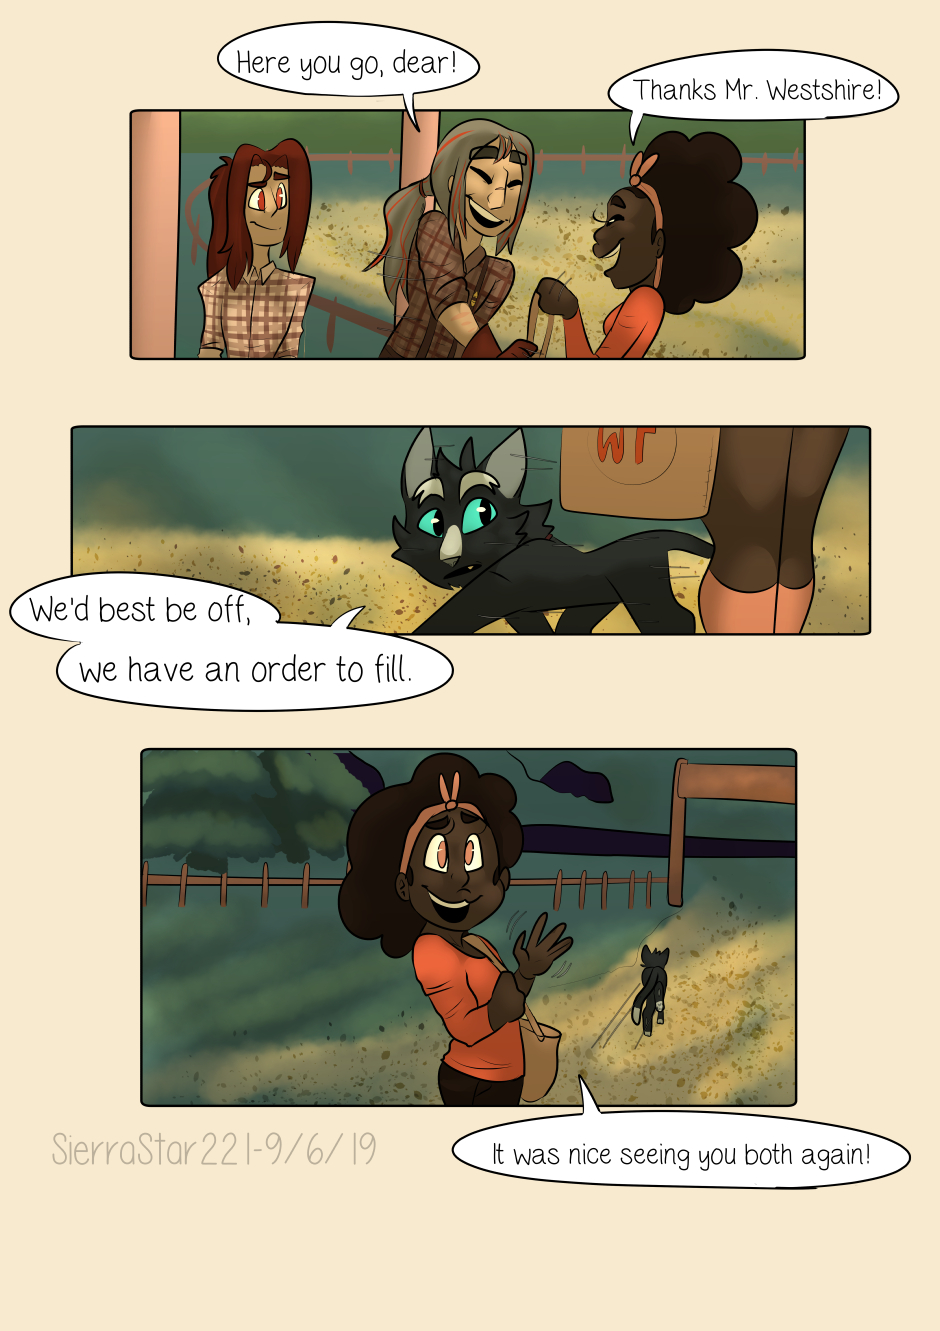 Here you go, dear!
Thanks Mr. Westshire!
WF
We'd best be off,
we have an order to fill.
It was nice seeing you both again!
SierraStar221-9/6/19